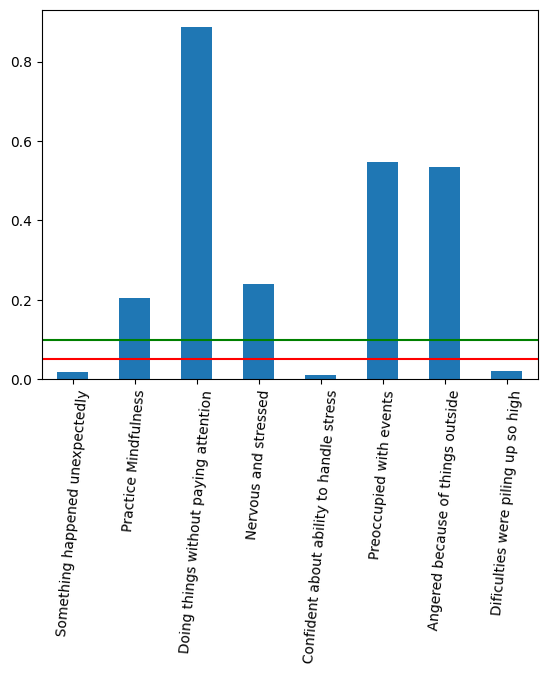 0.8
0.6
0.4
0.2
0.0
Something happened unexpectedly
Practice Mindfulness
Doing things without paying attention
Nervous and stressed
Confident about ability to handle stress
Preoccupied with events
Angered because of things outside
Dificulties were piling up so high